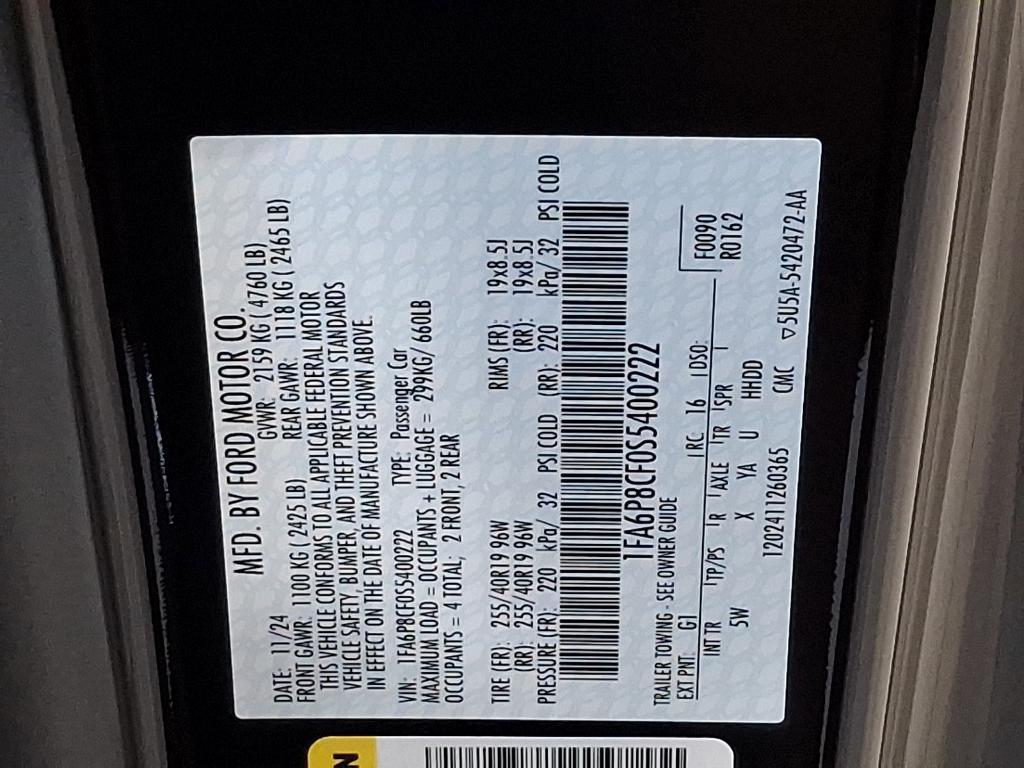 MFD. BY FORD MOTOR CO.
DATE: 11/24 GVWR: 2159 KG ( 4760 LB)
FRONT GAWR: 1100 KG ( 2425 LB) REAR GAWR: 1118 KG ( 2465 LB)
THIS VEHICLE CONFORMS TO ALL APPLICABLE FEDERAL MOTOR
VEHICLE SAFETY, BUMPER, AND THEFT PREVENTION STANDARDS
IN EFFECT ON THE DATE OF MANUFACTURE SHOWN ABOVE.
VIN: 1FA6P8CF0S5400222 TYPE: Passenger Car
MAXIMUM LOAD = OCCUPANTS + LUGGAGE = 299KG/ 660LB
OCCUPANTS = 4 TOTAL; 2 FRONT, 2 REAR
TIRE (FR): 255/40R19 96W RIMS (FR): 19x8.5J
(RR): 255/40R19 96W (RR): 19x8.5J
PRESSURE (FR): 220 kPa/ 32 PSI COLD (RR): 220 kPa/ 32 PSI COLD
1FA6P8CF0S5400222
TRAILER TOWING - SEE OWNER GUIDE
EXT PNT: G1 RC: 16 DSO: F0090
INT TR TP/PS R AXLE TR SPR R0162
5W X YA U HHDD
1202411260365 CMC ▽5U5A-5420472-AA
N